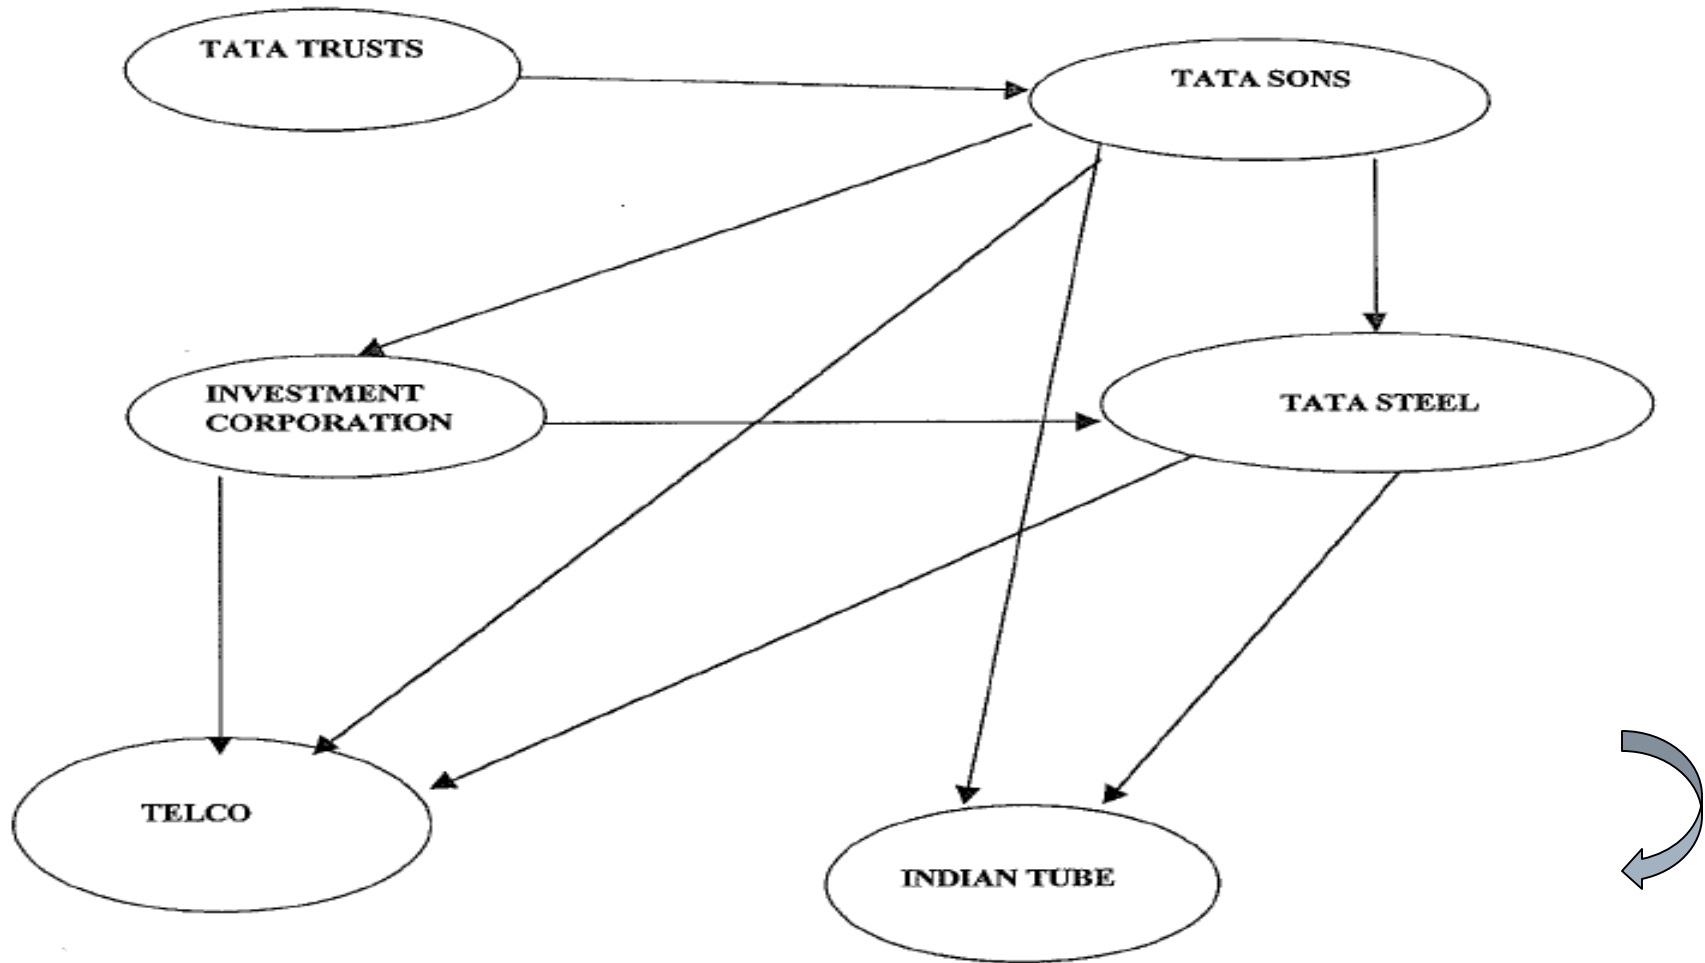 TATA TRUSTS
TATA SONS
INVESTMENT
CORPORATION
TATA STEEL
TELCO
INDIAN TUBE